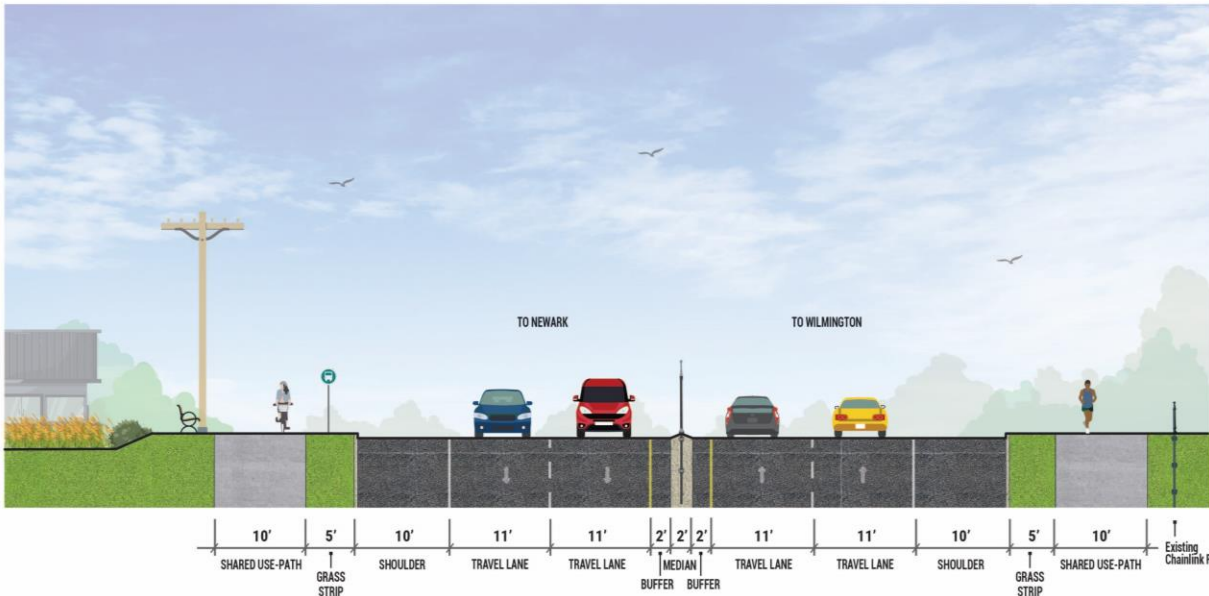 TO NEWARK
TO WILMINGTON
10’ 5’ 10’ 11’ 11’ 2’ 2’ 2’ 11’ 11’ 10’ 5’ 10’
SHARED USE-PATH
GRASS
STRIP
SHOULDER
TRAVEL LANE
TRAVEL LANE
BUFFER
MEDIAN
BUFFER
TRAVEL LANE
TRAVEL LANE
SHOULDER
GRASS
STRIP
SHARED USE-PATH
Existing
Chainlink F